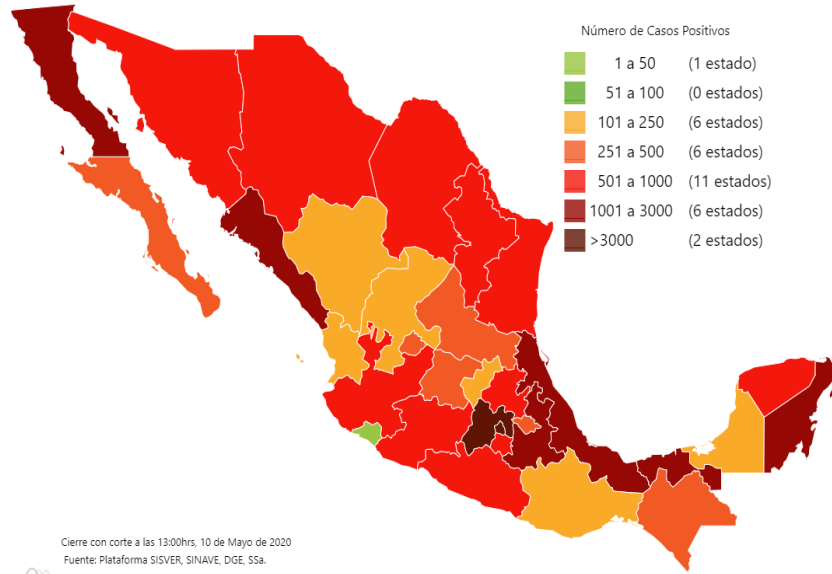 Número de Casos Positivos
1 a 50 (1 estado)
51 a 100 (0 estados)
101 a 250 (6 estados)
251 a 500 (6 estados)
501 a 1000 (11 estados)
1001 a 3000 (6 estados)
>3000 (2 estados)
Cierre con corte a las 13:00hrs, 10 de Mayo de 2020
Fuente: Plataforma SISVER, SINAVE, DGE, SSa.